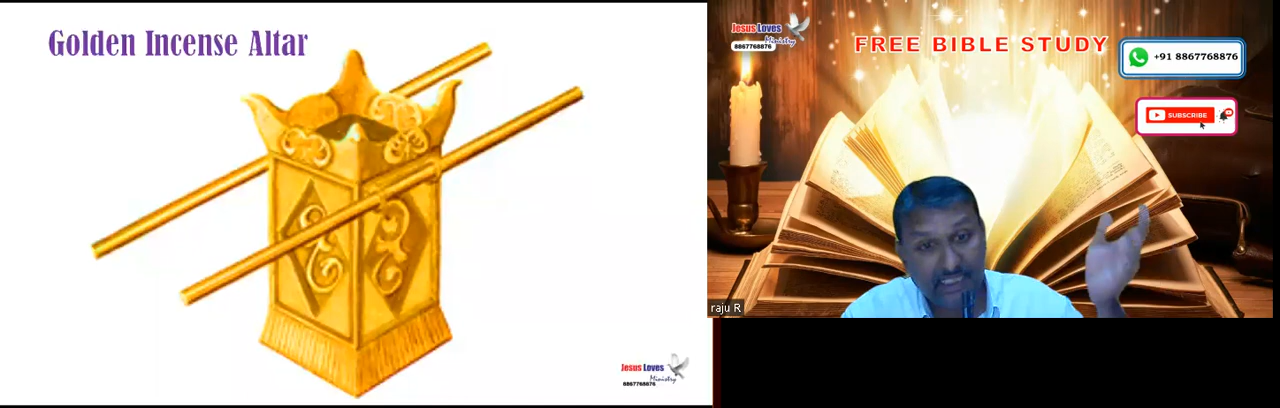 Golden Incense Altar
Jesus Loves
Ministry
8867768876
Jesus Loves
Ministry
8867768876
FREE BIBLE STUDY
+91 8867768876
SUBSCRIBE
raju R